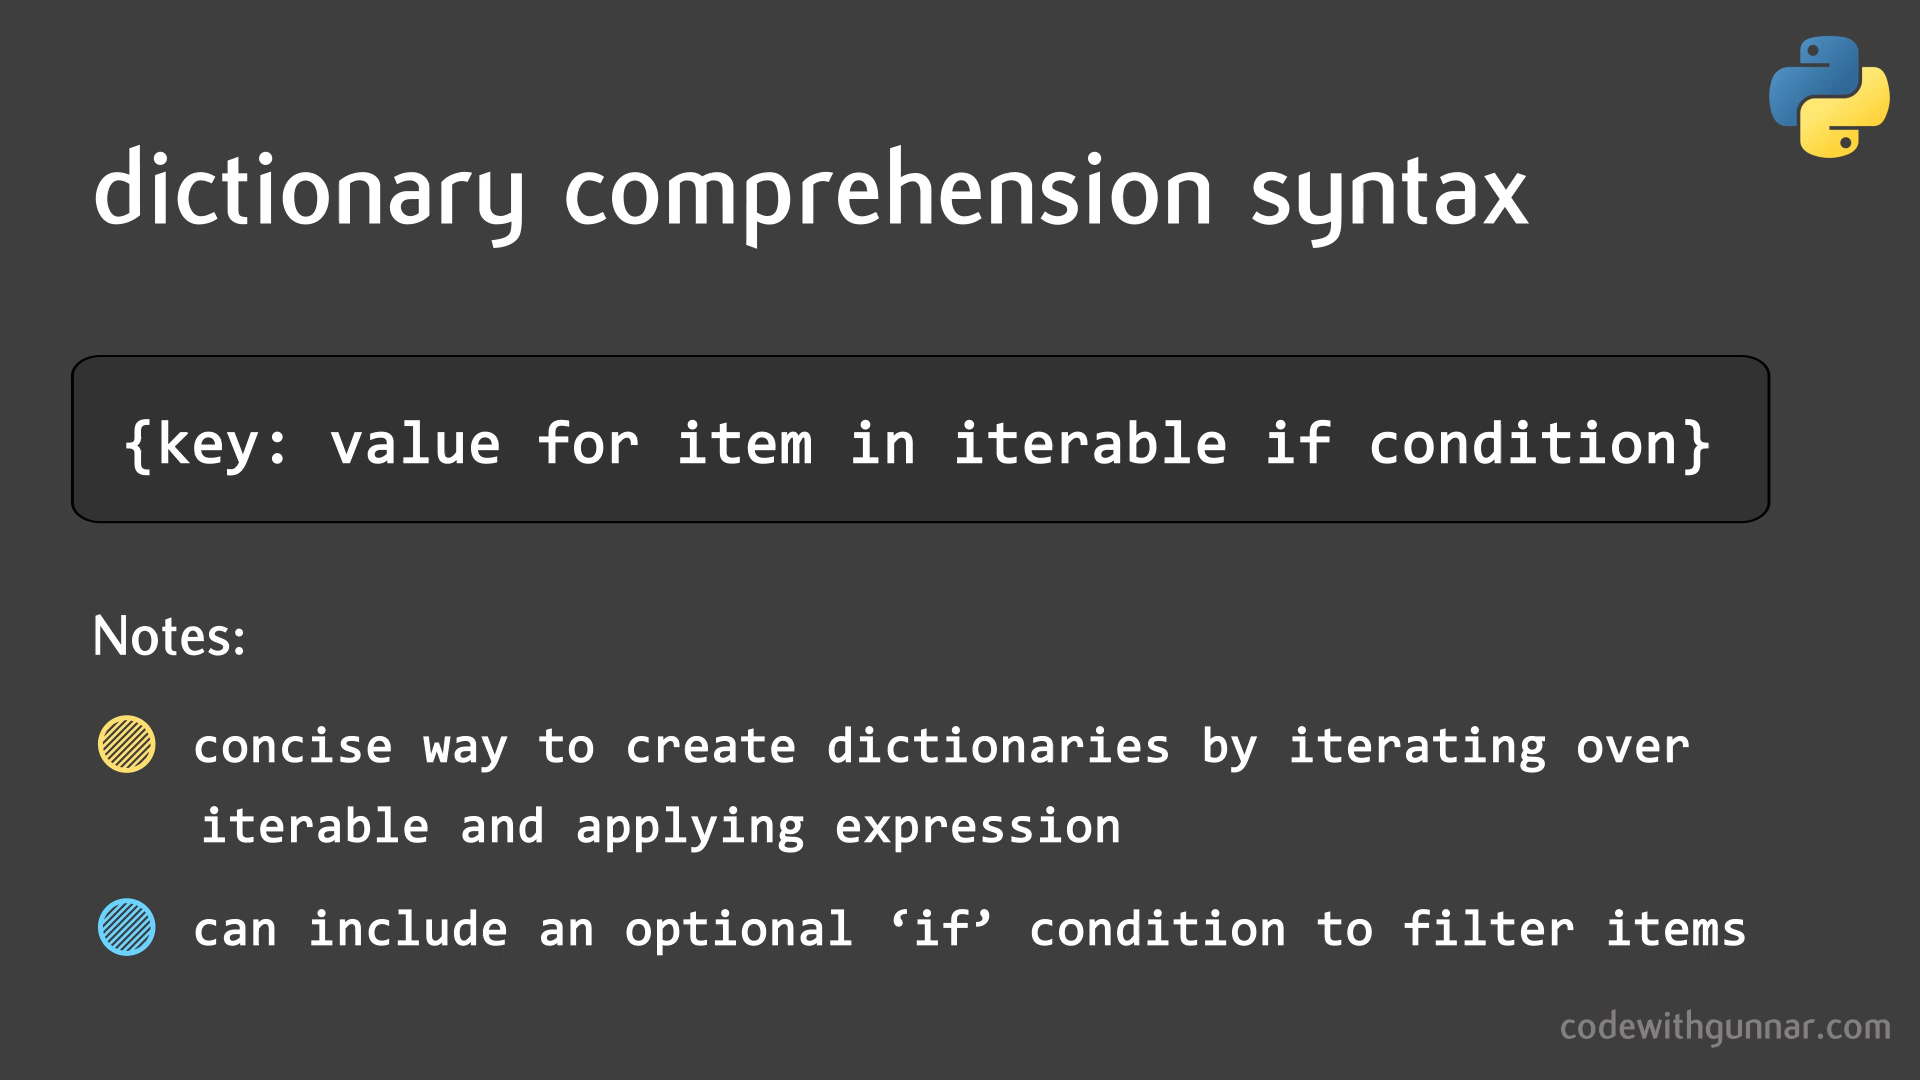 dictionary comprehension syntax
{key: value for item in iterable if condition}
Notes:
concise way to create dictionaries by iterating over
iterable and applying expression
can include an optional ‘if’ condition to filter items
codewithgunnar.com